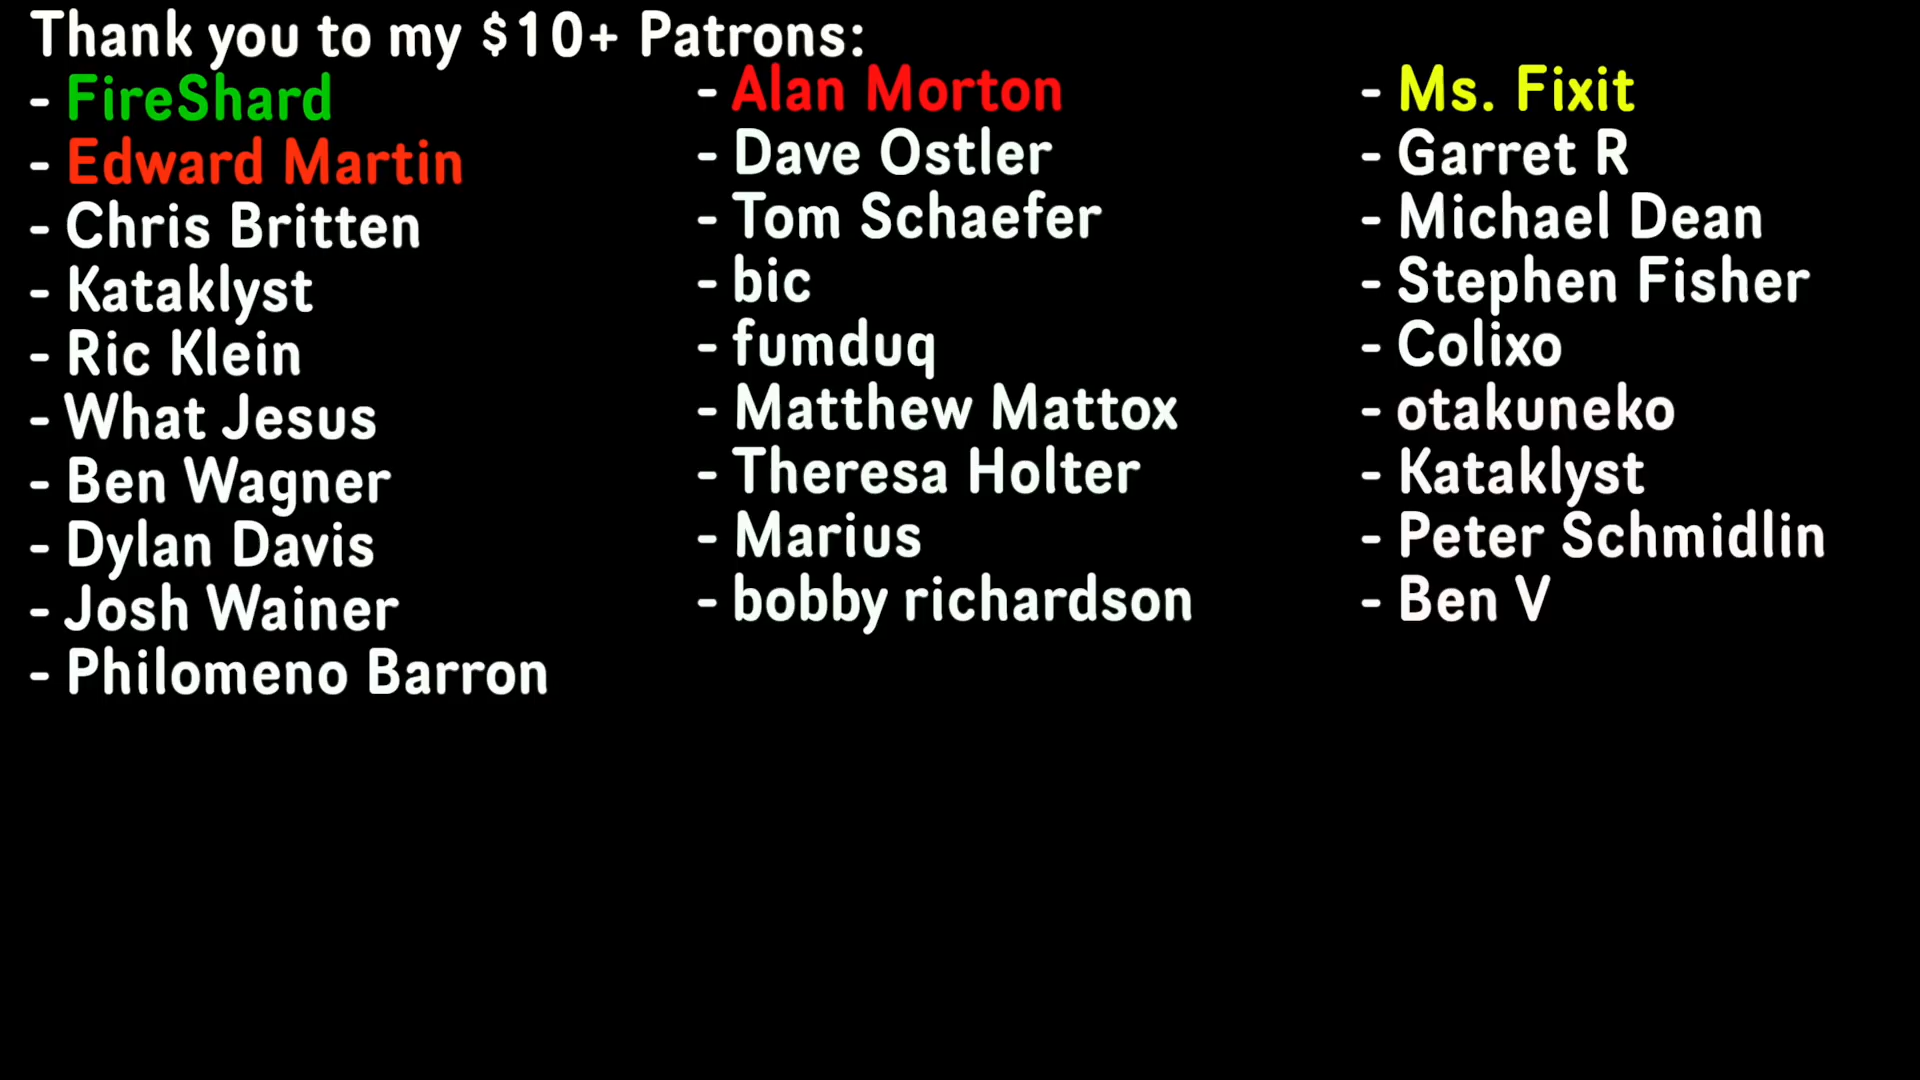 Thank you to my $10+ Patrons:
- FireShard
- Edward Martin
- Chris Britten
- Kataklyst
- Ric Klein
- What Jesus
- Ben Wagner
- Dylan Davis
- Josh Wainer
- Philomeno Barron
- Alan Morton
- Dave Ostler
- Tom Schaefer
- bic
- fumduq
- Matthew Mattox
- Theresa Holter
- Marius
- bobby richardson
- Ms. Fixit
- Garret R
- Michael Dean
- Stephen Fisher
- Colixo
- otakuneko
- Kataklyst
- Peter Schmidlin
- Ben V